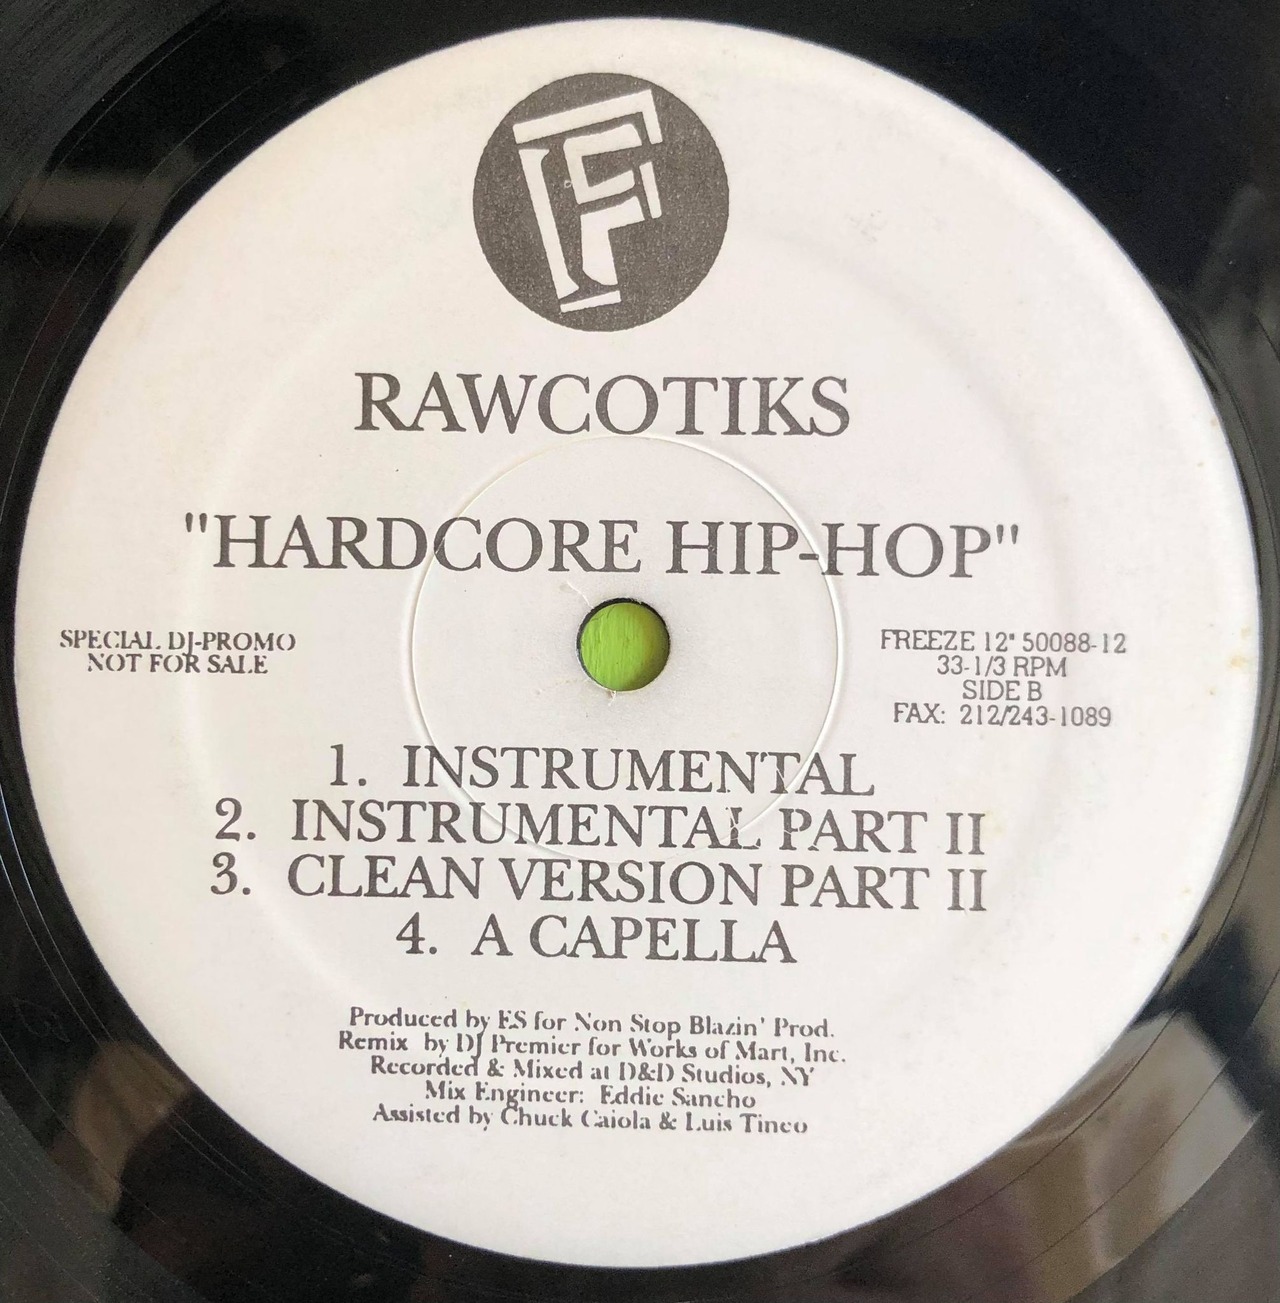 F
RAWCOTIKS
"HARDCORE HIP-HOP"
SPECIAL DJ-PROMO
NOT FOR SALE
FREEZE 12" 50088-12
33-1/3 RPM
SIDE B
FAX: 212/243-1089
1. INSTRUMENTAL
2. INSTRUMENTAL PART II
3. CLEAN VERSION PART II
4. A CAPELLA
Produced by ES for Non Stop Blazin' Prod.
Remix by DJ Premier for Works of Mart, Inc.
Recorded & Mixed at D&D Studios, NY
Mix Engineer: Eddie Sancho
Assisted by Chuck Caiola & Luis Tineo